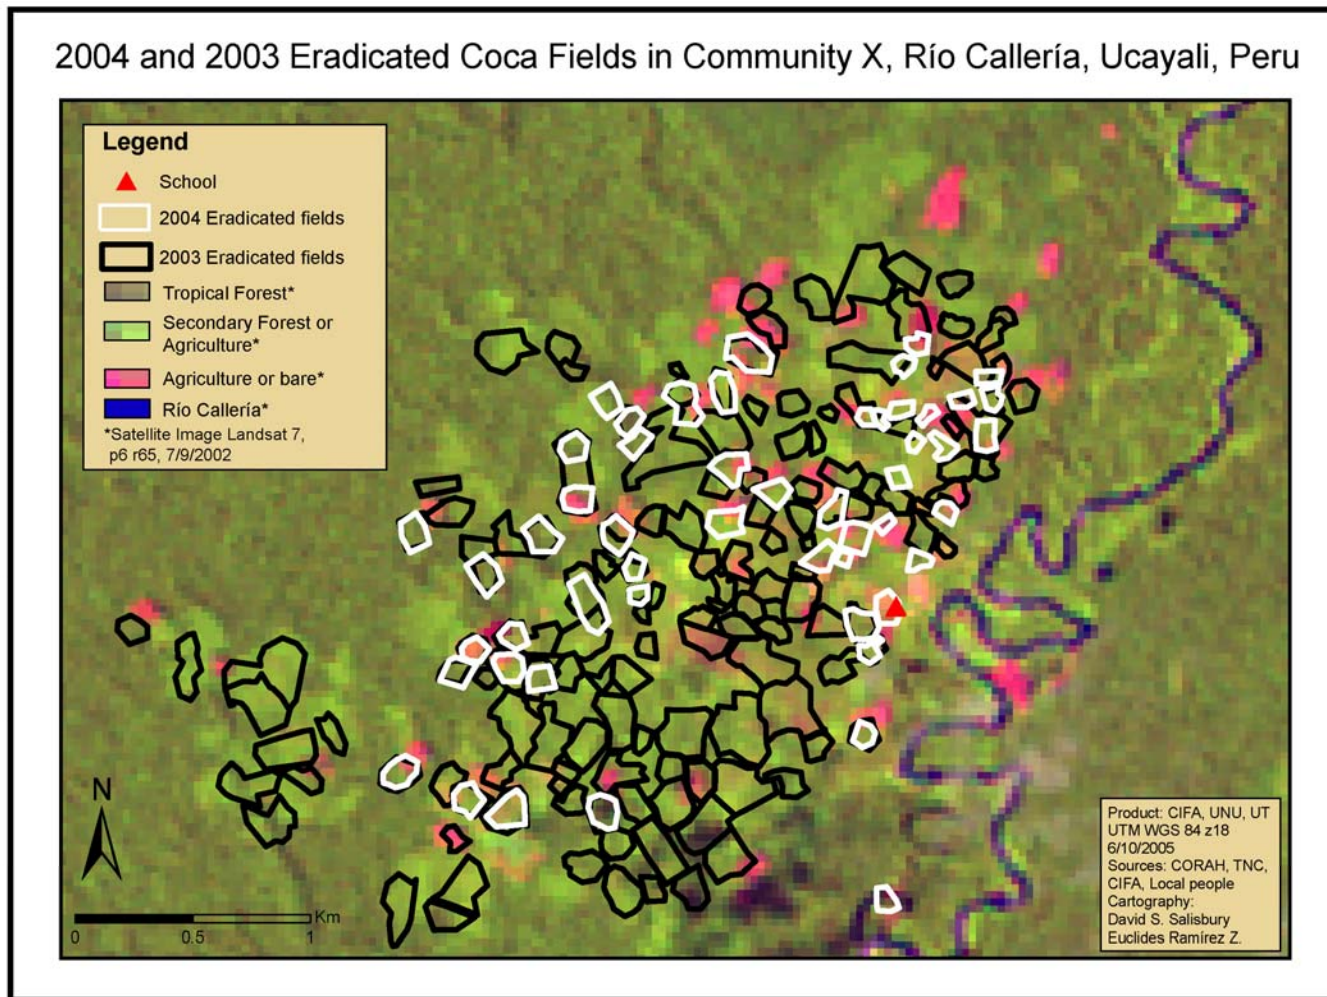 2004 and 2003 Eradicated Coca Fields in Community X, Río Callería, Ucayali, Peru
Legend
School
2004 Eradicated fields
2003 Eradicated fields
Tropical Forest*
Secondary Forest or
Agriculture*
Agriculture or bare*
Río Callería*
*Satellite Image Landsat 7,
p6 r65, 7/9/2002
N
Km
0 0.5 1
Product: CIFA, UNU, UT
UTM WGS 84 z18
6/10/2005
Sources: CORAH, TNC,
CIFA, Local people
Cartography:
David S. Salisbury
Euclides Ramírez Z.